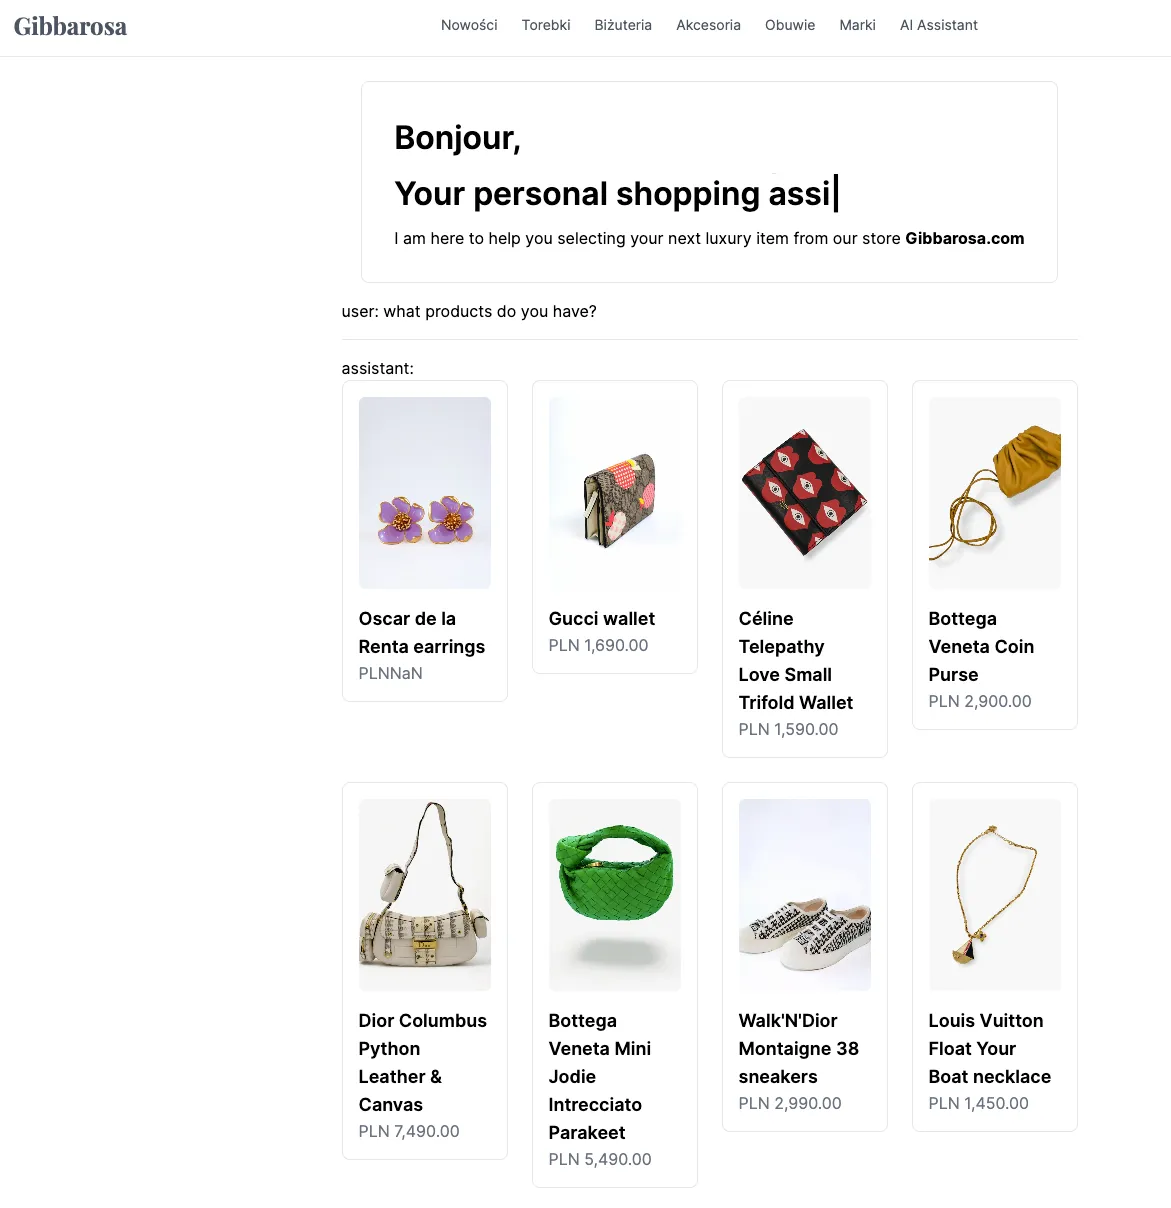 Gibbarosa
Nowości Torebki Biżuteria Akcesoria Obuwie Marki AI Assistant
Bonjour,
Your personal shopping assi
I am here to help you selecting your next luxury item from our store Gibbarosa.com
user: what products do you have?
assistant:
Oscar de la
Renta earrings
PLNNaN
Gucci wallet
PLN 1,690.00
Céline
Telepathy
Love Small
Trifold Wallet
PLN 1,590.00
Bottega
Veneta Coin
Purse
PLN 2,900.00
Dior Columbus
Python
Leather &
Canvas
PLN 7,490.00
Bottega
Veneta Mini
Jodie
Intrecciato
Parakeet
PLN 5,490.00
Walk'N'Dior
Montaigne 38
sneakers
PLN 2,990.00
Louis Vuitton
Float Your
Boat necklace
PLN 1,450.00